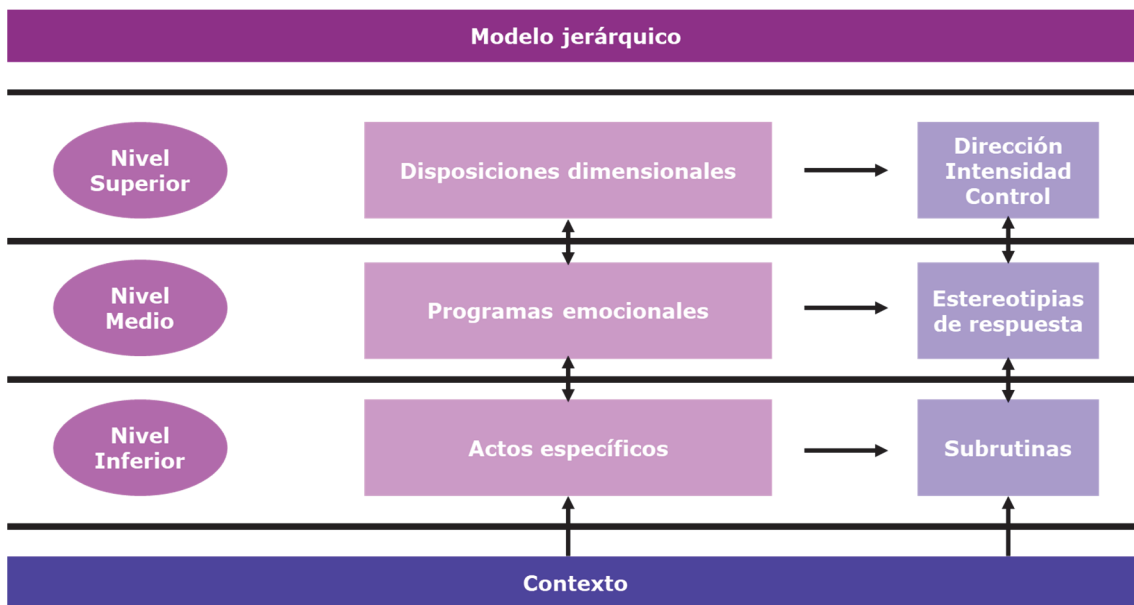 Modelo jerárquico
Nivel
Superior
Disposiciones dimensionales
Dirección
Intensidad
Control
Nivel
Medio
Programas emocionales
Estereotipias
de respuesta
Nivel
Inferior
Actos específicos
Subrutinas
Contexto